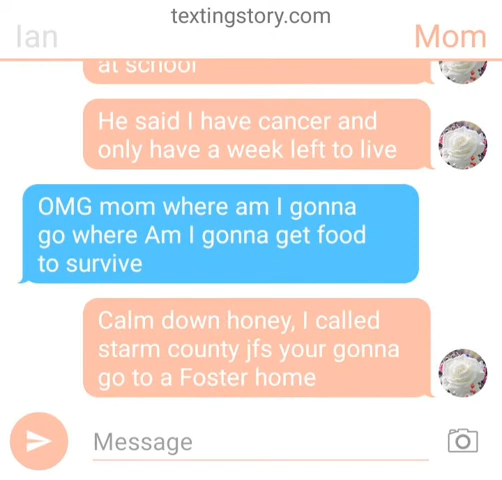 textingstory.com
Ian
Mom
at school
He said I have cancer and
only have a week left to live
OMG mom where am I gonna
go where Am I gonna get food
to survive
Calm down honey, I called
starm county jfs your gonna
go to a Foster home
Message